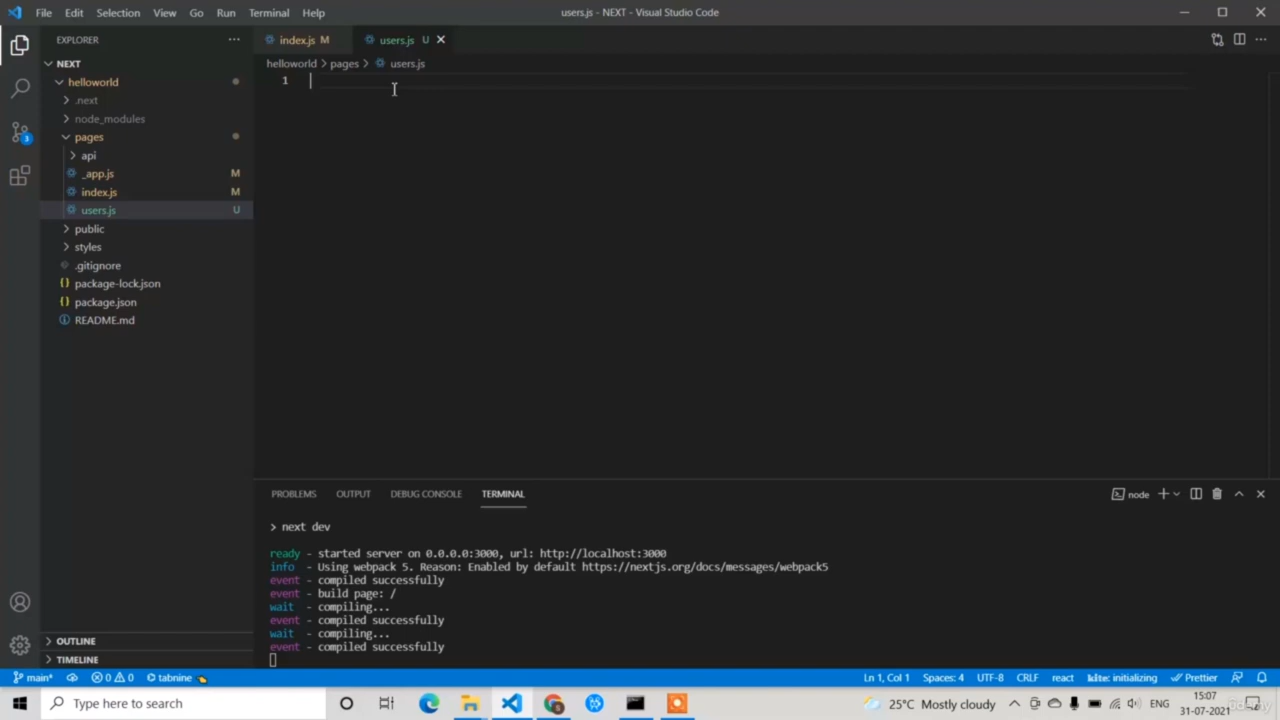 File Edit Selection View Go Run Terminal Help
users.js - NEXT - Visual Studio Code
EXPLORER ...
NEXT
helloworld
.next
node_modules
pages
api
_app.js M
index.js M
users.js U
public
styles
.gitignore
{} package-lock.json
{} package.json
README.md
OUTLINE
TIMELINE
index.js M
users.js U
helloworld > pages > users.js
1
PROBLEMS OUTPUT DEBUG CONSOLE TERMINAL
node
> next dev
ready - started server on 0.0.0.0:3000, url: http://localhost:3000
info - Using webpack 5. Reason: Enabled by default https://nextjs.org/docs/messages/webpack5
event - compiled successfully
event - build page: /
wait - compiling...
event - compiled successfully
wait - compiling...
event - compiled successfully
3
main* 0 0 tabnine
Ln 1, Col 1 Spaces: 4 UTF-8 CRLF react kite: initializing Prettier
Type here to search
25°C Mostly cloudy
ENG
15:07
31-07-2021